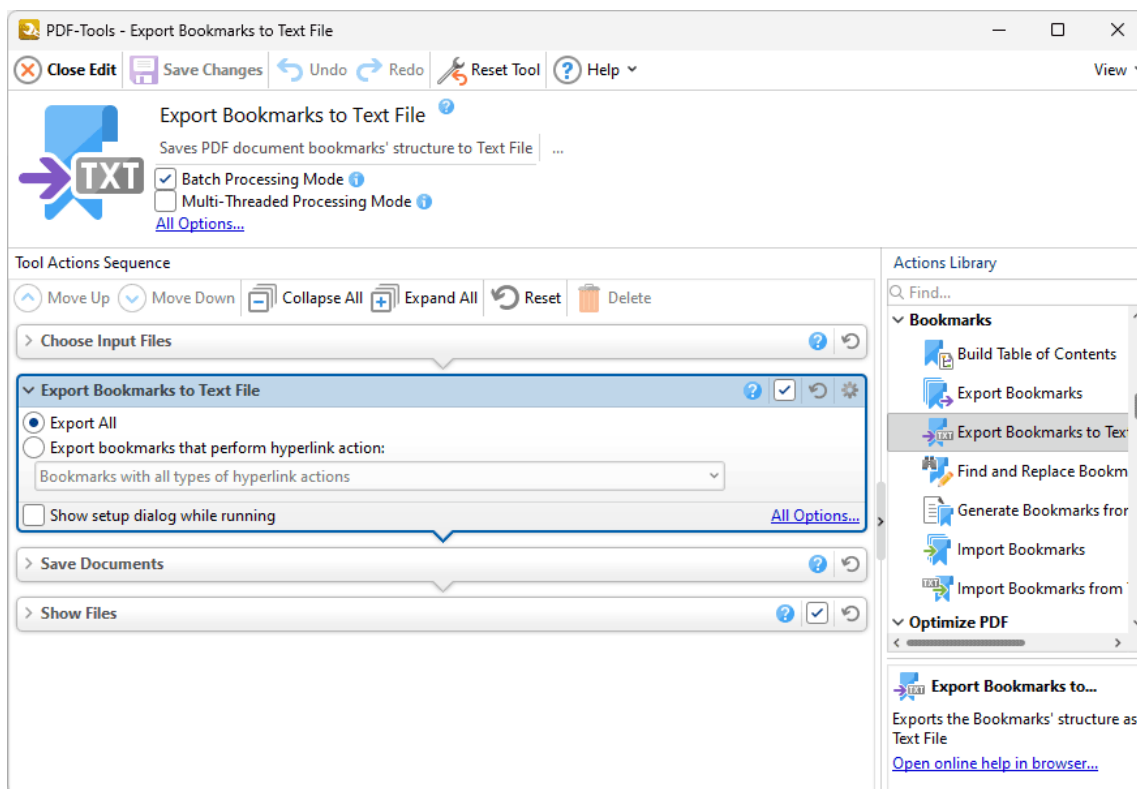 PDF-Tools - Export Bookmarks to Text File
Close Edit Save Changes Undo Redo Reset Tool ? Help View
Export Bookmarks to Text File ?
Saves PDF document bookmarks' structure to Text File ...
TXT
Batch Processing Mode i
Multi-Threaded Processing Mode i
All Options...
Tool Actions Sequence
Move Up Move Down Collapse All Expand All Reset Delete
Choose Input Files ?
Export Bookmarks to Text File ?
Export All
Export bookmarks that perform hyperlink action:
Bookmarks with all types of hyperlink actions
Show setup dialog while running All Options...
Save Documents ?
Show Files ?
Actions Library
Find...
Bookmarks
Build Table of Contents
Export Bookmarks
TXT Export Bookmarks to Tex
Find and Replace Bookm
Generate Bookmarks from
Import Bookmarks
TXT Import Bookmarks from
Optimize PDF
TXT Export Bookmarks to...
Exports the Bookmarks' structure as
Text File
Open online help in browser...